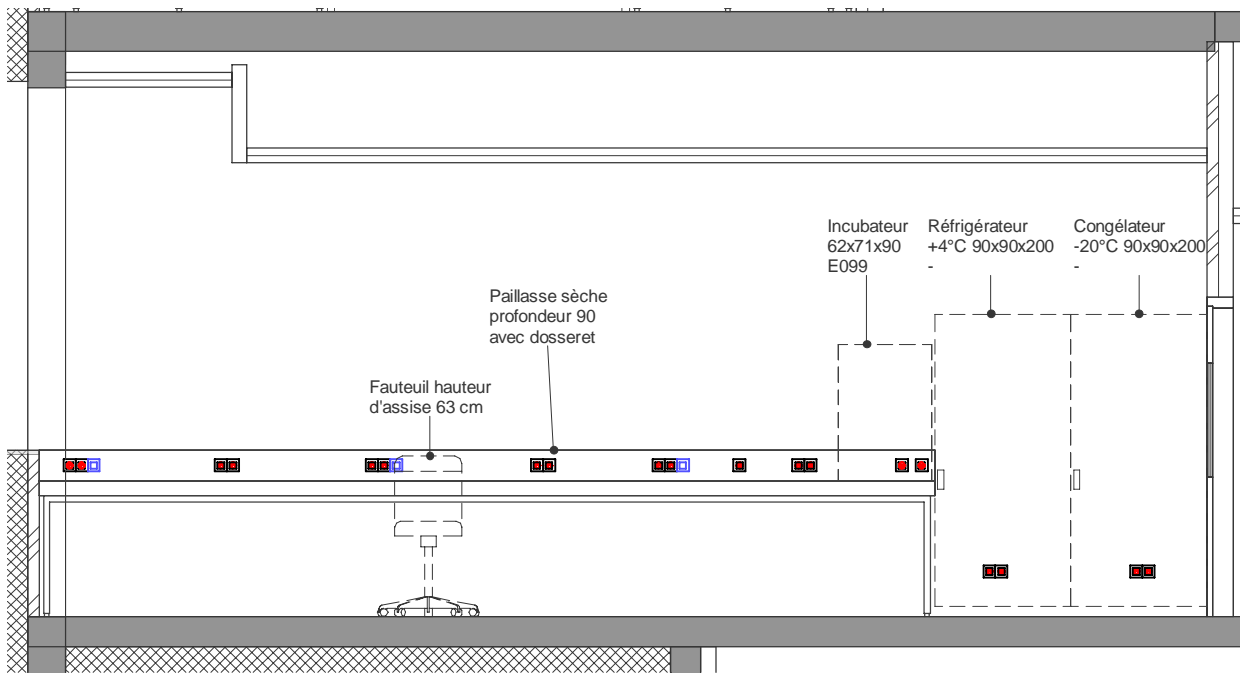 Incubateur
62x71x90
E099
Réfrigérateur
+4°C 90x90x200
-
Congélateur
-20°C 90x90x200
-
Paillasse sèche
profondeur 90
avec dosseret
Fauteuil hauteur
d'assise 63 cm